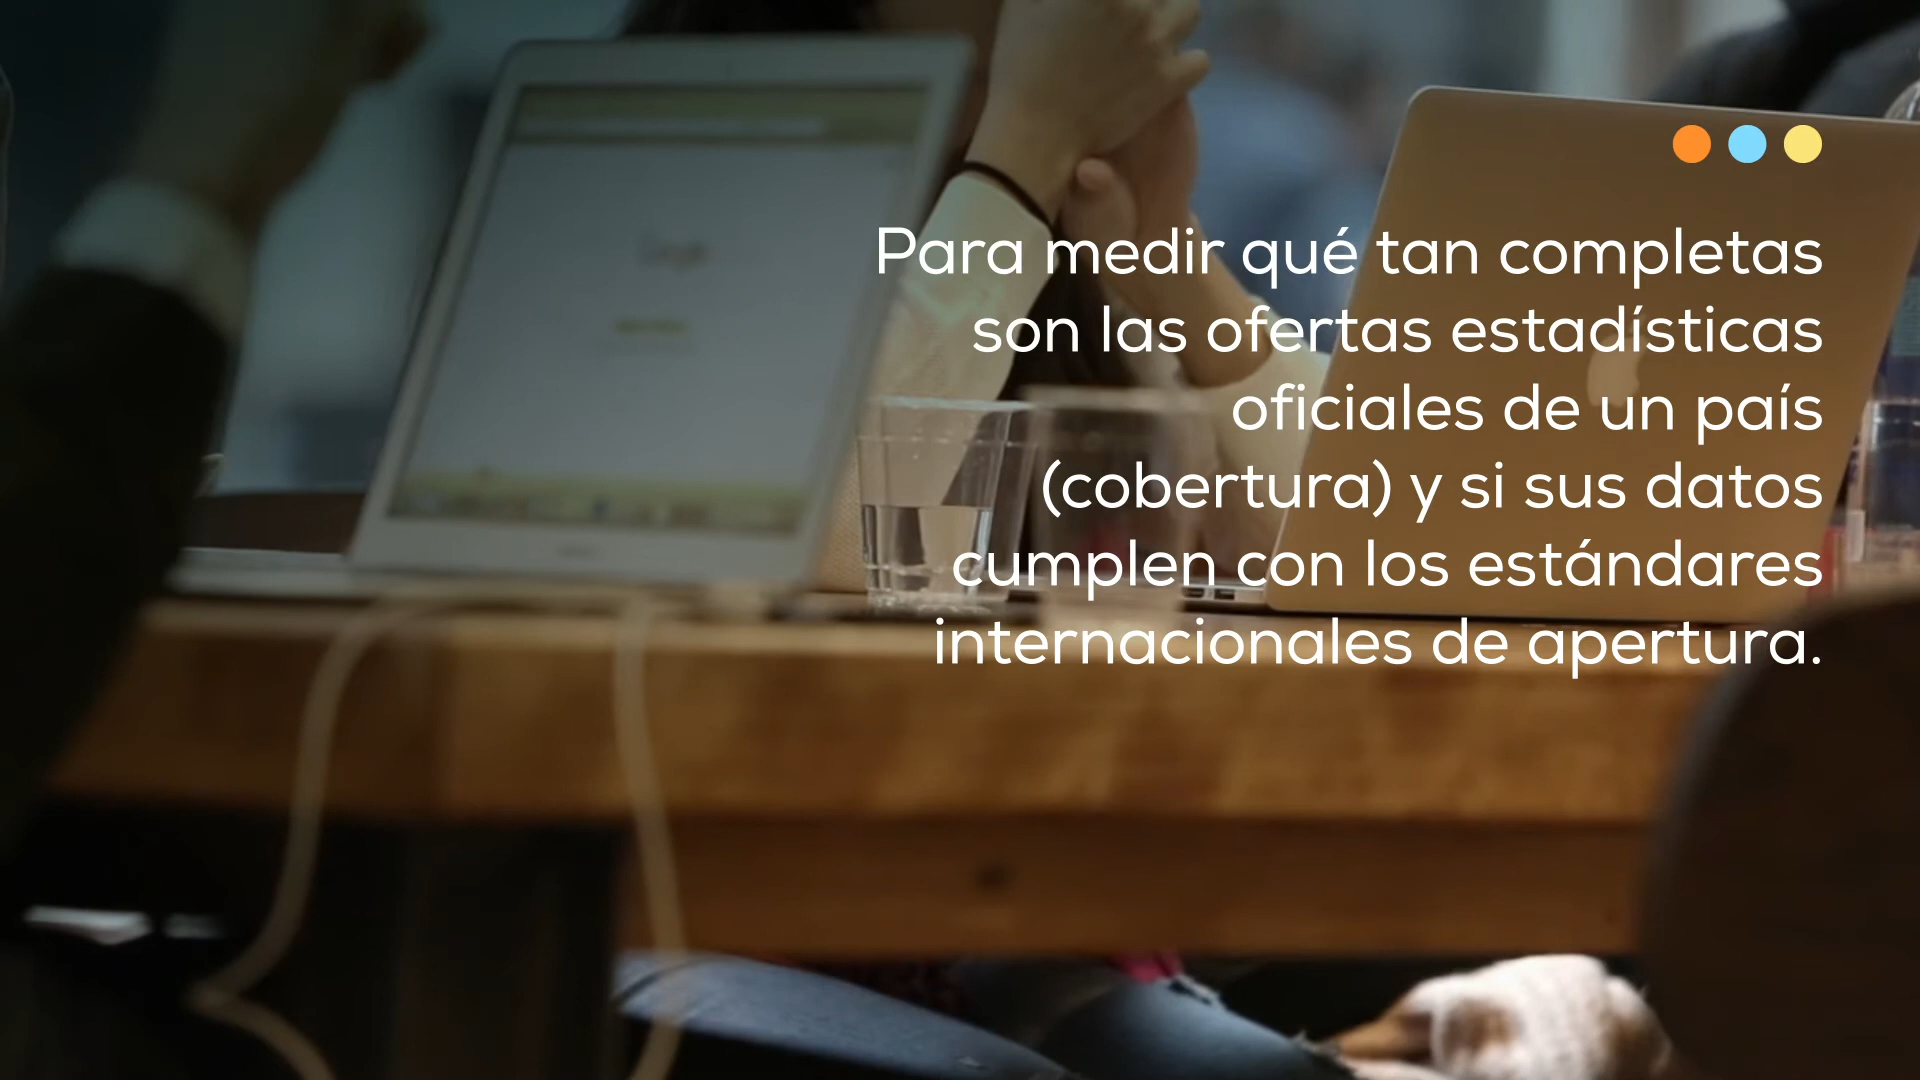 Para medir qué tan completas
son las ofertas estadísticas
oficiales de un país
(cobertura) y si sus datos
cumplen con los estándares
internacionales de apertura.